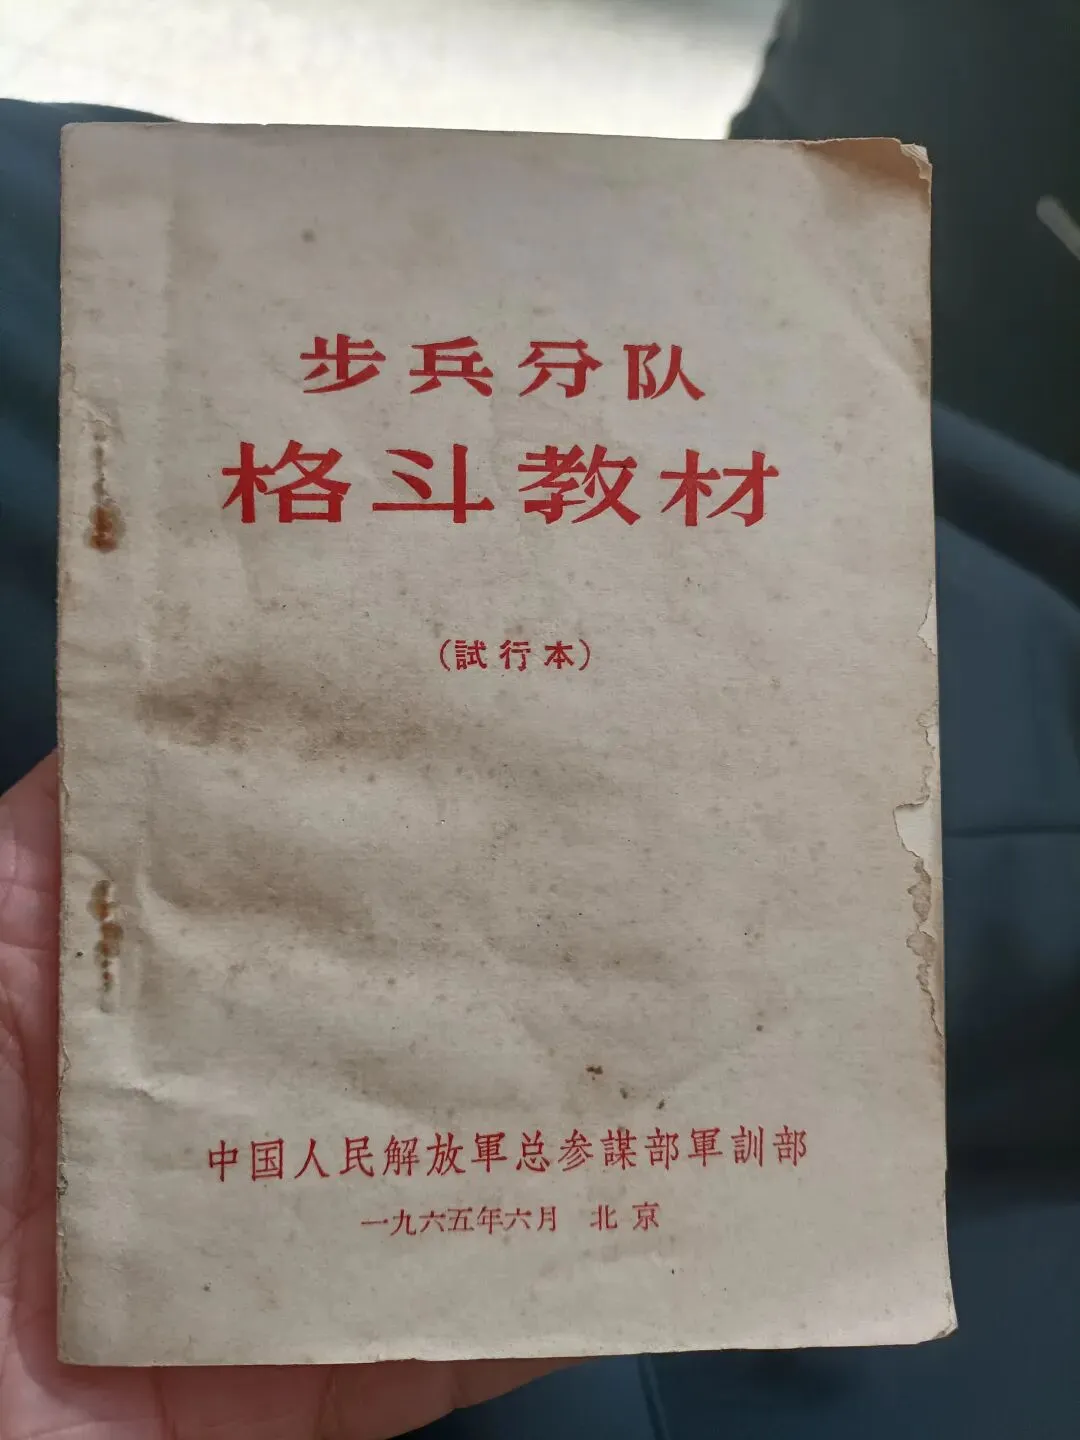 步兵分队
格斗教材
（試行本）
中国人民解放軍总参謀部軍訓部
一九六五年六月 北京